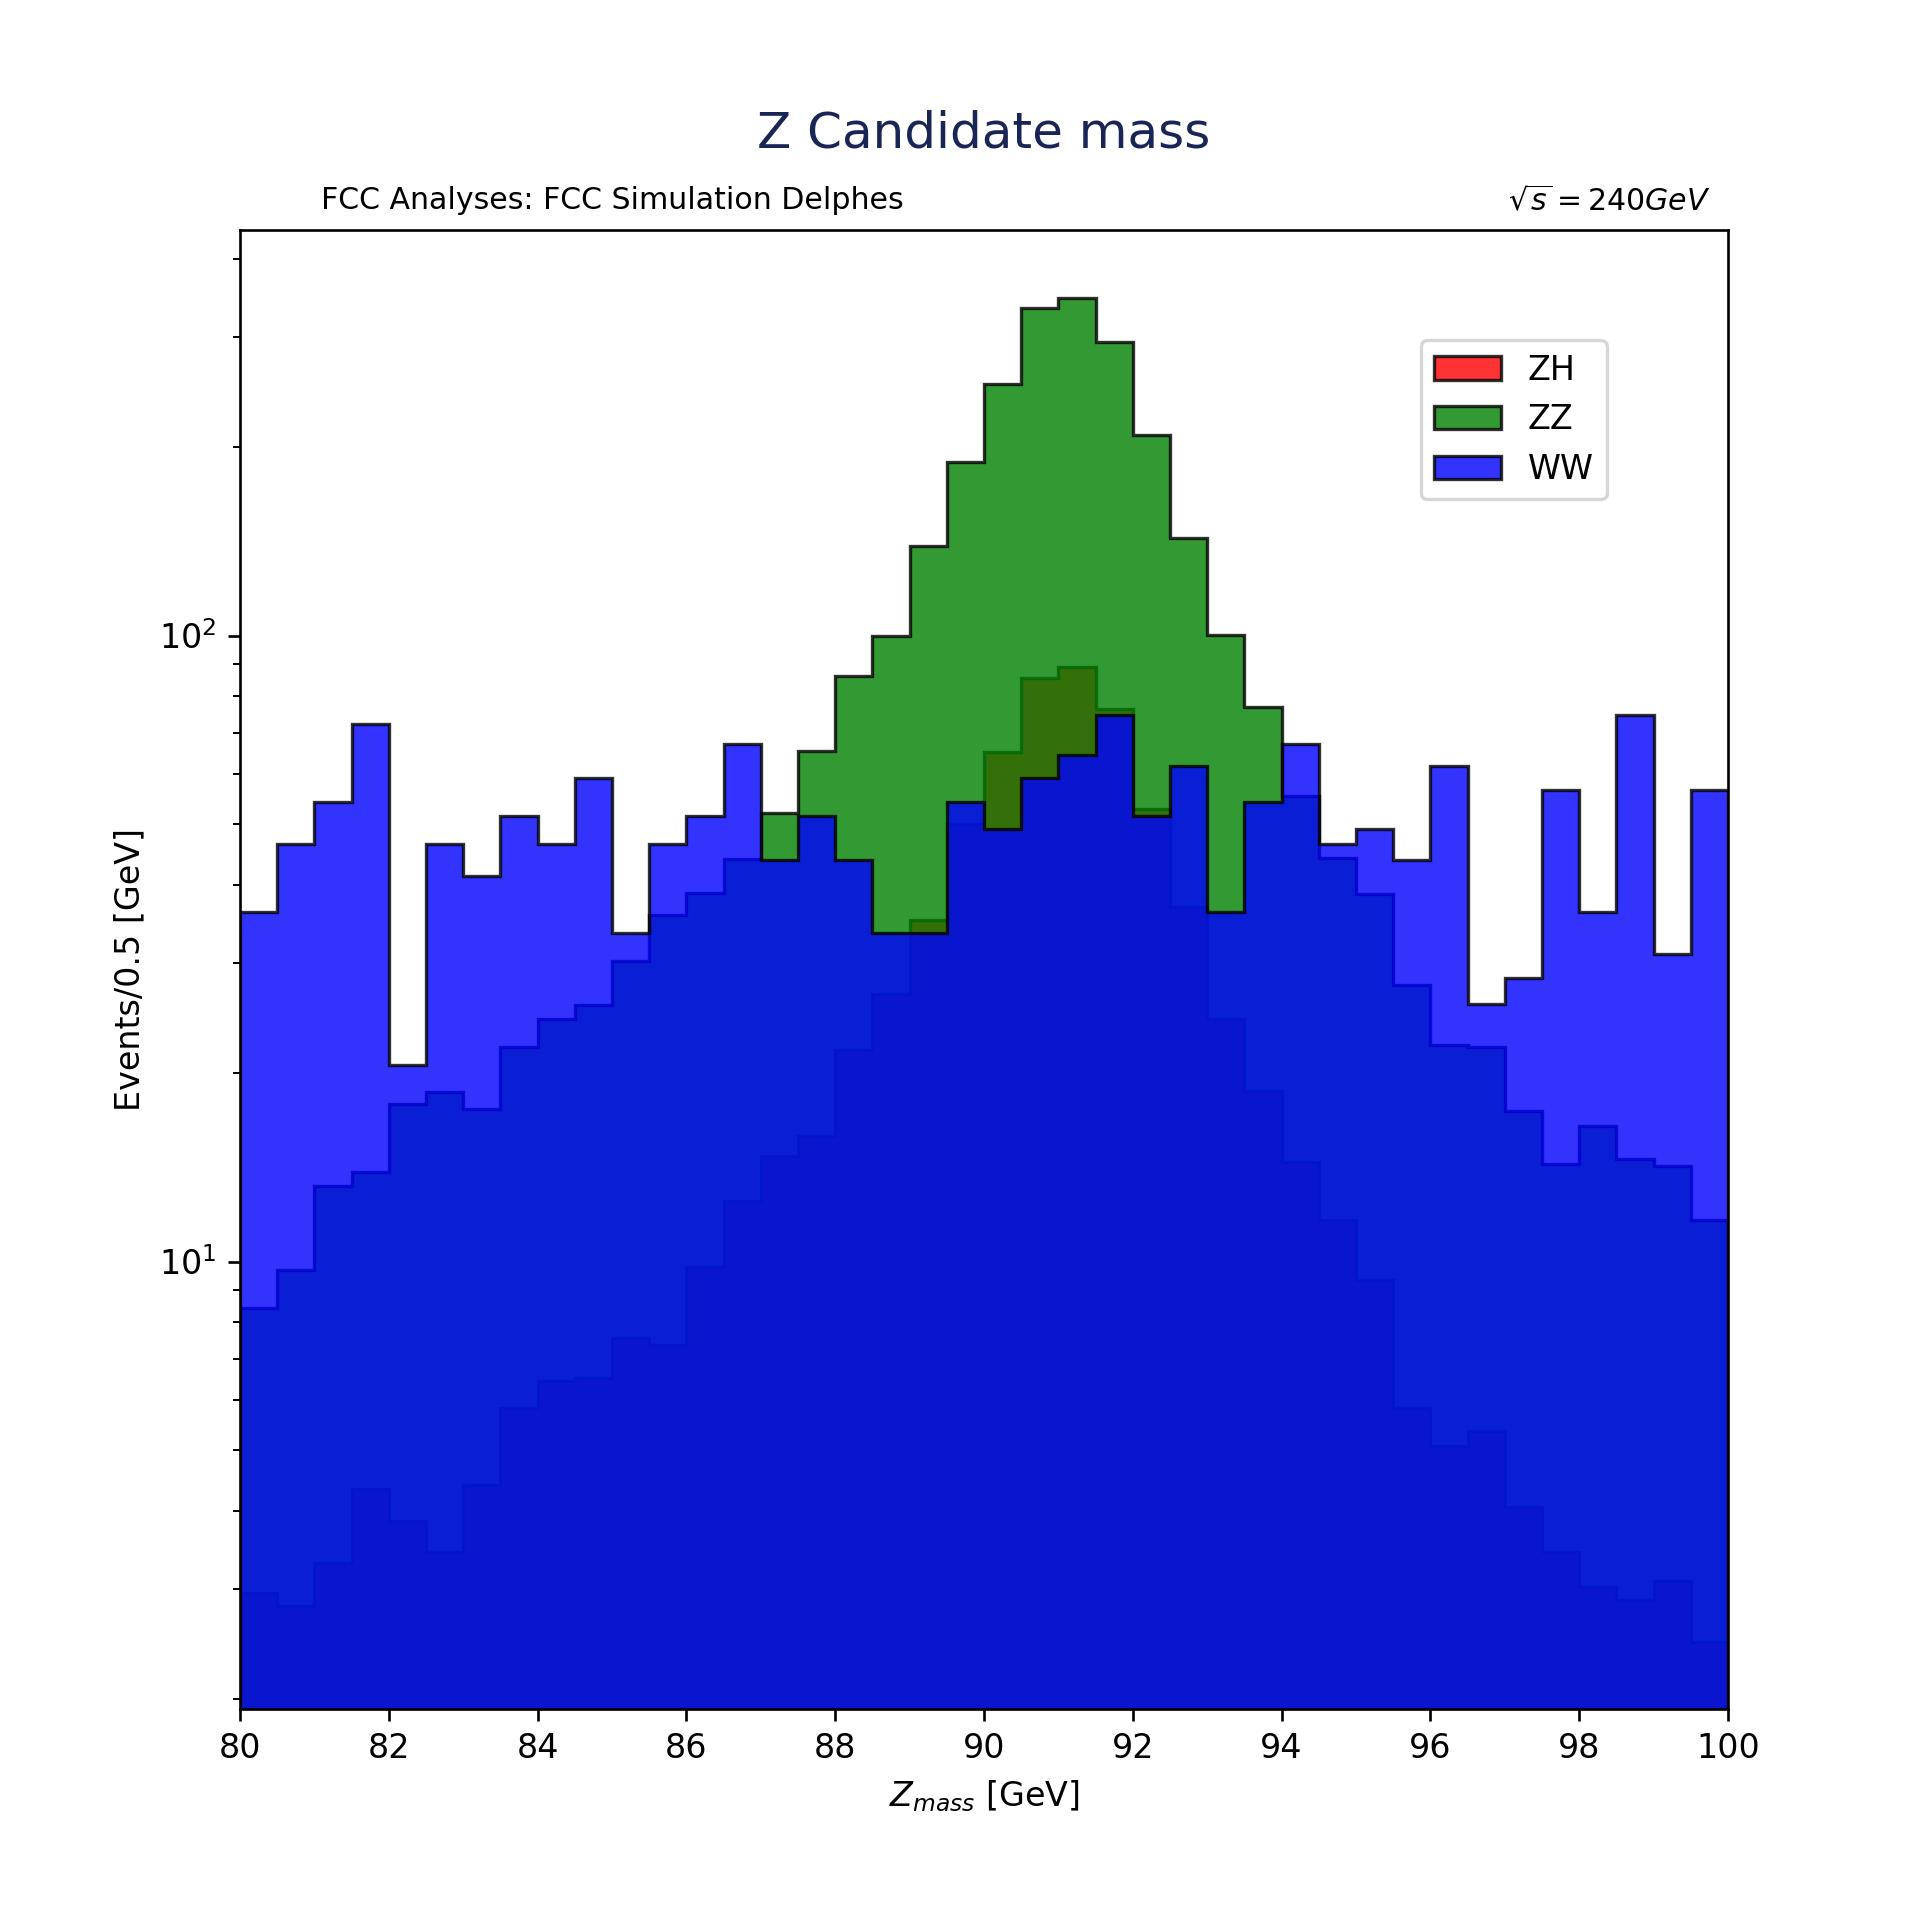 Z Candidate mass
FCC Analyses: FCC Simulation Delphes
√s = 240GeV
ZH
ZZ
WW
10²
10¹
Events/0.5 [GeV]
80 82 84 86 88 90 92 94 96 98 100
Zmass [GeV]